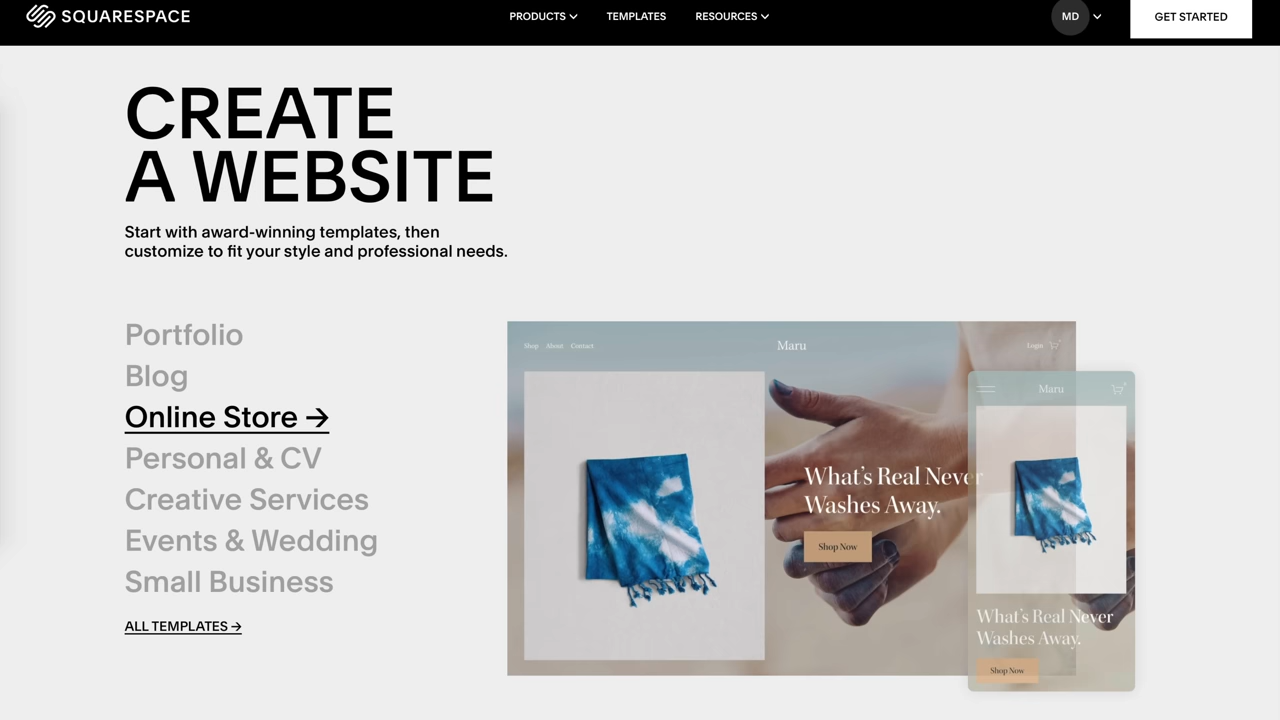 SQUARESPACE
PRODUCTS
TEMPLATES
RESOURCES
MD
GET STARTED
CREATE
A WEBSITE
Start with award-winning templates, then
customize to fit your style and professional needs.
Portfolio
Blog
Online Store →
Personal & CV
Creative Services
Events & Wedding
Small Business
ALL TEMPLATES →
Shop About Contact
Maru
Login
What's Real Never
Washes Away.
Shop Now
Maru
What's Real Never
Washes Away.
Shop Now